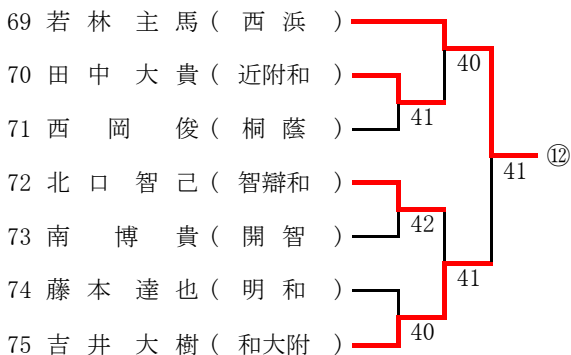 69 若林 主馬 ( 西浜 )
40
70 田中 大貴 ( 近附和 )
41
71 西岡 俊 ( 桐蔭 )
41 ⑫
72 北口 智己 ( 智辯和 )
42
73 南 博貴 ( 開智 )
41
74 藤本 達也 ( 明和 )
40
75 吉井 大樹 ( 和大附 )